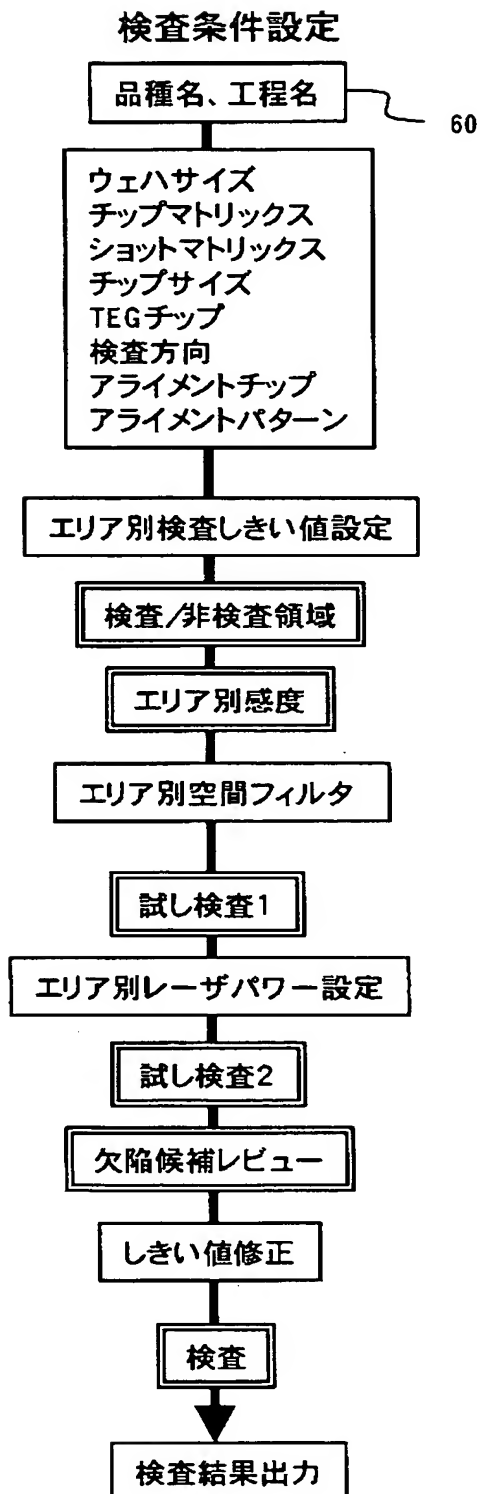 検査条件設定
品種名、工程名
60
ウェハサイズ
チップマトリックス
ショットマトリックス
チップサイズ
TEGチップ
検査方向
アライメントチップ
アライメントパターン
エリア別検査しきい値設定
検査/非検査領域
エリア別感度
エリア別空間フィルタ
試し検査1
エリア別レーザパワー設定
試し検査2
欠陥候補レビュー
しきい値修正
検査
検査結果出力